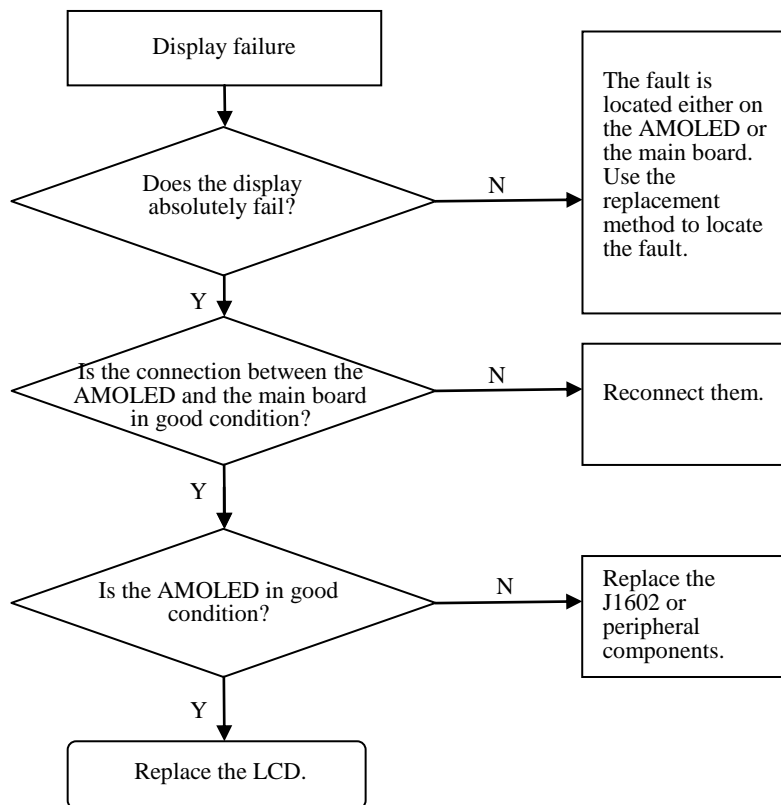 Display failure
Does the display
absolutely fail?
N
The fault is
located either on
the AMOLED or
the main board.
Use the
replacement
method to locate
the fault.
Y
Is the connection between the
AMOLED and the main board
in good condition?
N
Reconnect them.
Y
Is the AMOLED in good
condition?
N
Replace the
J1602 or
peripheral
components.
Y
Replace the LCD.